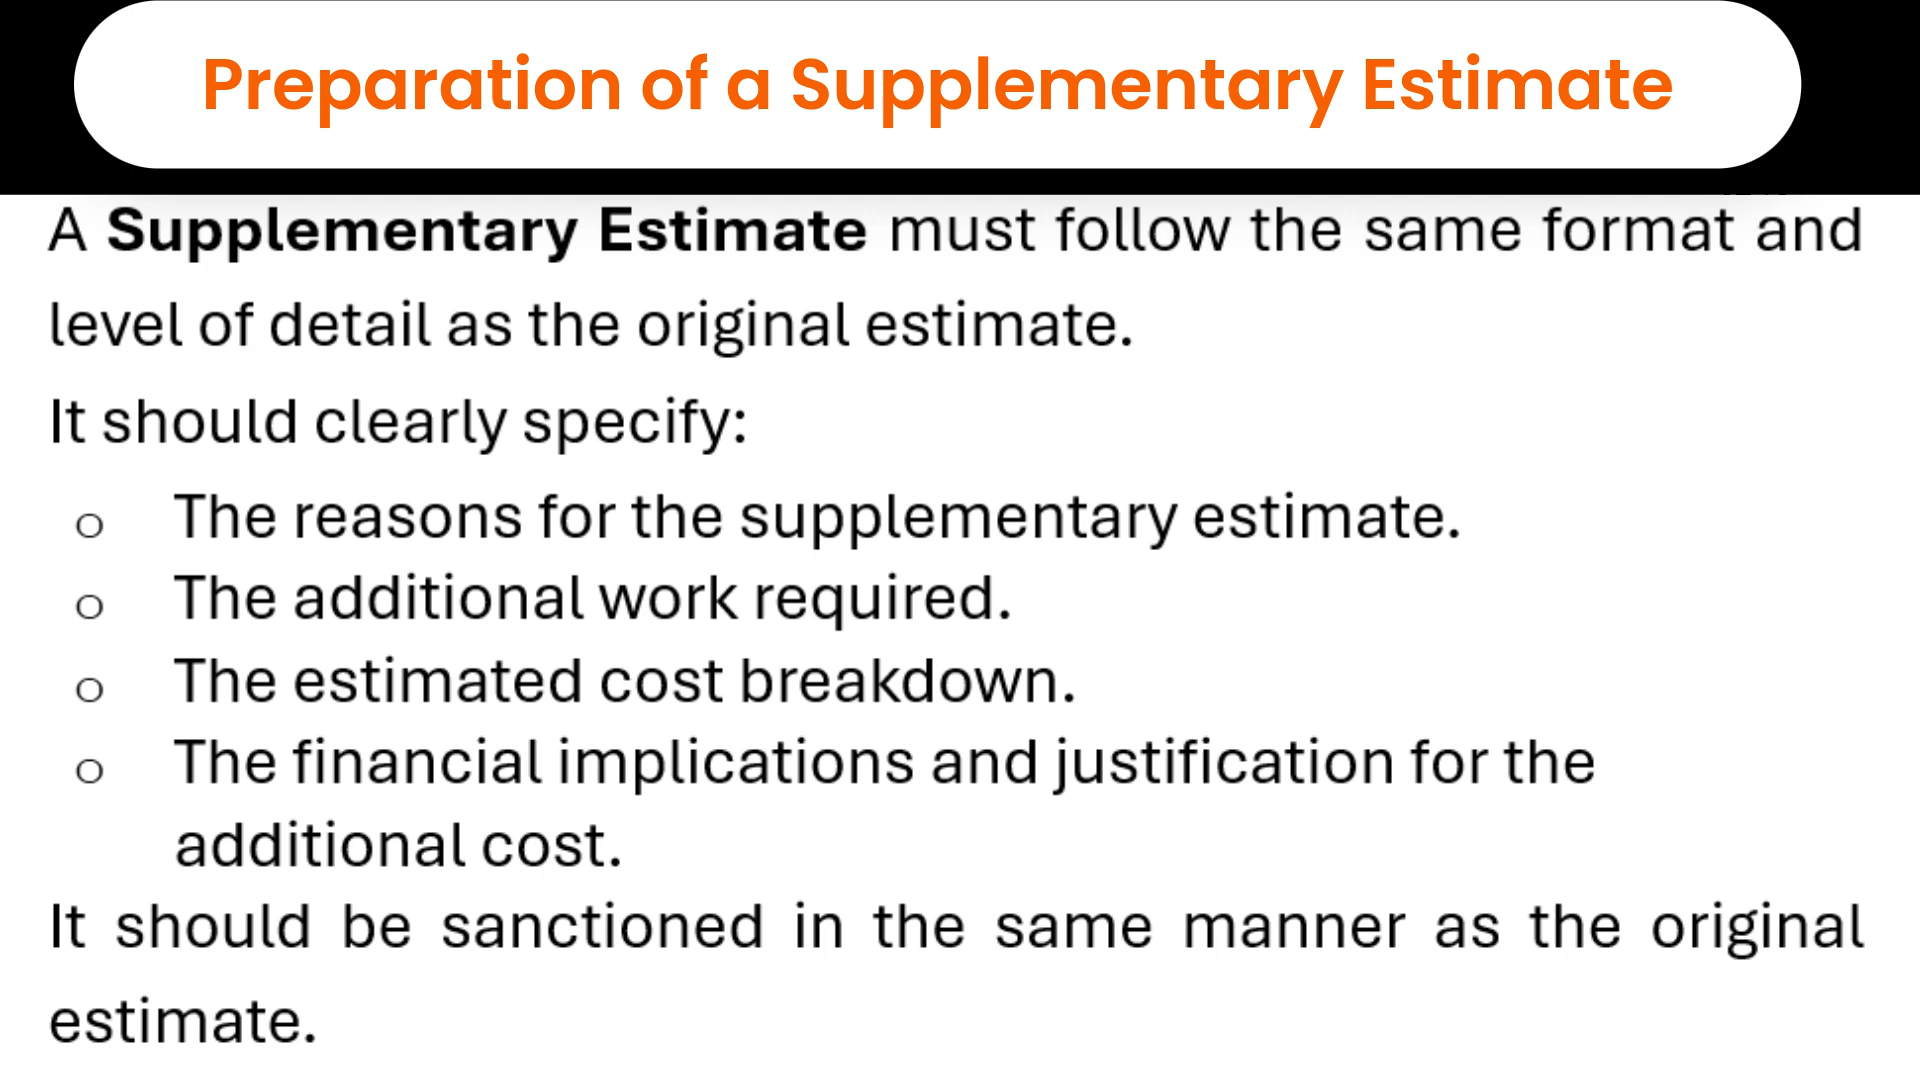 Preparation of a Supplementary Estimate
A Supplementary Estimate must follow the same format and
level of detail as the original estimate.
It should clearly specify:
o The reasons for the supplementary estimate.
o The additional work required.
o The estimated cost breakdown.
o The financial implications and justification for the
additional cost.
It should be sanctioned in the same manner as the original
estimate.